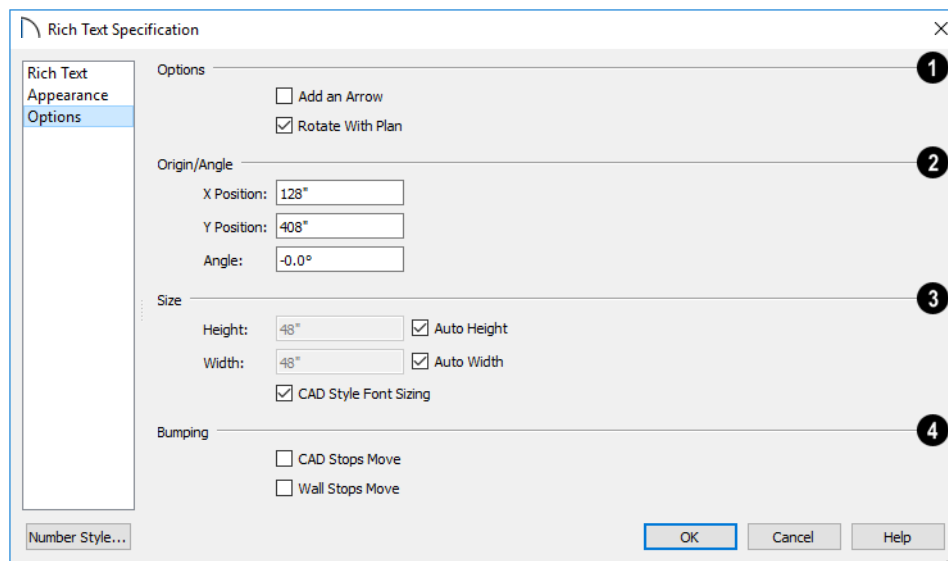 Rich Text Specification
Rich Text
Appearance
Options
Options
1
Add an Arrow
Rotate With Plan
Origin/Angle
2
X Position: 128"
Y Position: 408"
Angle: -0.0°
Size
3
Height: 48" Auto Height
Width: 48" Auto Width
CAD Style Font Sizing
Bumping
4
CAD Stops Move
Wall Stops Move
Number Style... OK Cancel Help